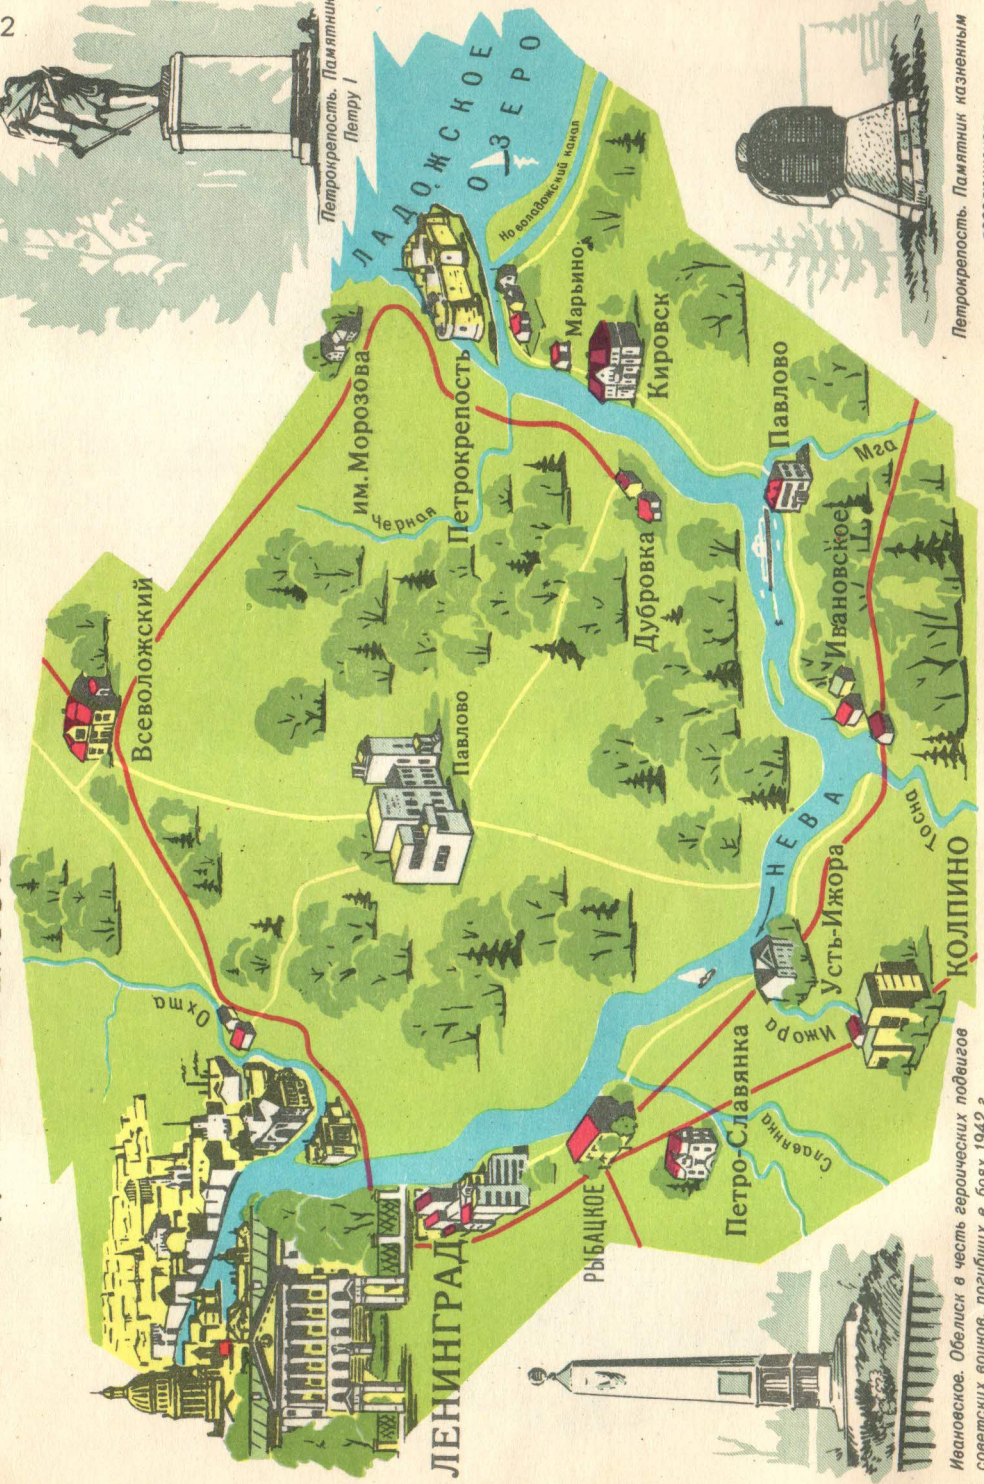 2
Петрокрепость. Памятник
Петру I
Петрокрепость. Памятник казненным
ЛАДОЖСКОЕ
ОЗЕРО
Новоладожский канал
им. Морозова
Петрокрепость
Марьино
Кировск
Черная
Дубровка
Павлово
Мга
Ивановское
Всеволожский
Павлово
НЕВА
Тосна
Усть-Ижора
КОЛПИНО
Охта
Ижора
ЛЕНИНГРАД
РЫБАЦКОЕ
Петро-Славянка
Славянка
Ивановское. Обелиск в честь героических подвигов
советских воинов, погибших в боях 1942 г.